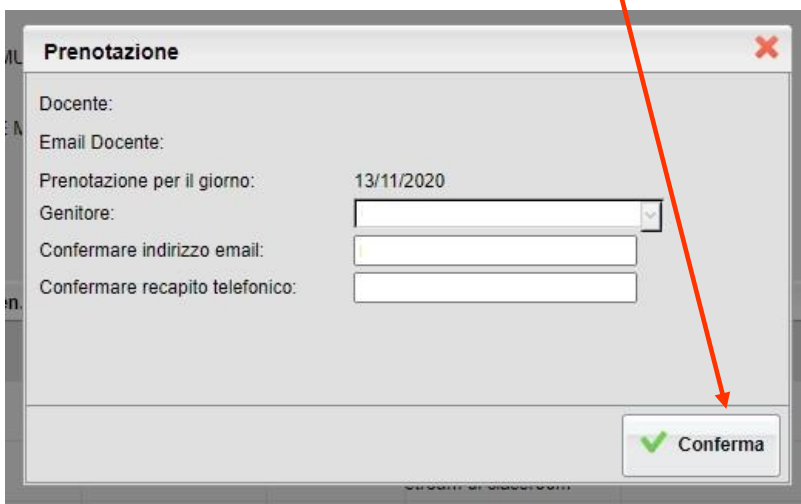 Prenotazione
Docente:
Email Docente:
Prenotazione per il giorno: 13/11/2020
Genitore:
Confermare indirizzo email:
Confermare recapito telefonico:
Conferma